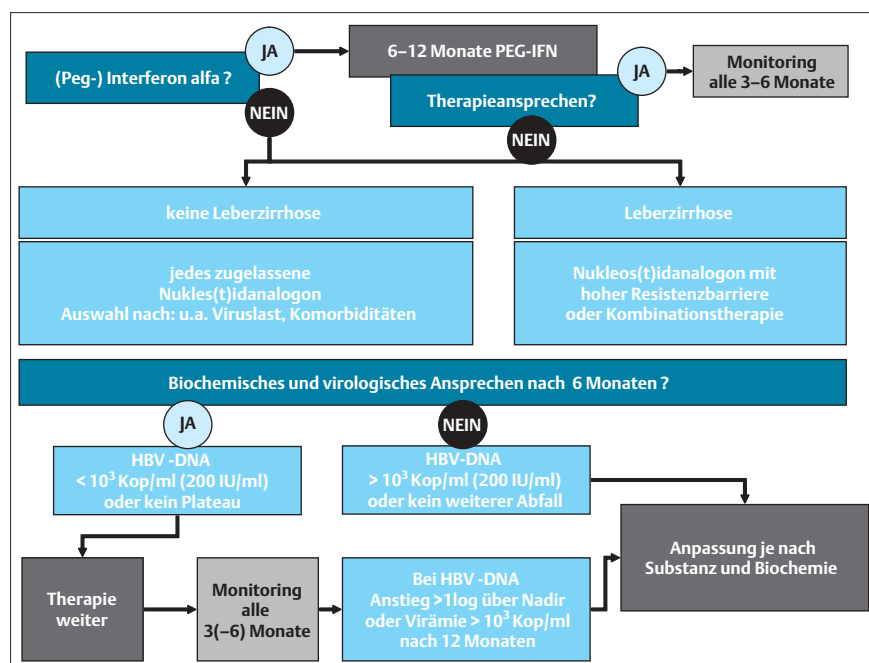 JA
(Peg-) Interferon alfa ?
6–12 Monate PEG-IFN
JA
Therapieansprechen?
Monitoring
alle 3–6 Monate
NEIN
NEIN
keine Leberzirrhose
Leberzirrhose
jedes zugelassene
Nukles(t)idanalogon
Auswahl nach: u.a. Viruslast, Komorbiditäten
Nukleos(t)idanalogon mit
hoher Resistenzbarriere
oder Kombinationstherapie
Biochemisches und virologisches Ansprechen nach 6 Monaten ?
JA
NEIN
HBV -DNA
< 10³ Kop/ml (200 IU/ml)
oder kein Plateau
HBV-DNA
> 10³ Kop/ml (200 IU/ml)
oder kein weiterer Abfall
Anpassung je nach
Substanz und Biochemie
Therapie
weiter
Monitoring
alle
3(–6) Monate
Bei HBV -DNA
Anstieg >1log über Nadir
oder Virämie > 10³ Kop/ml
nach 12 Monaten